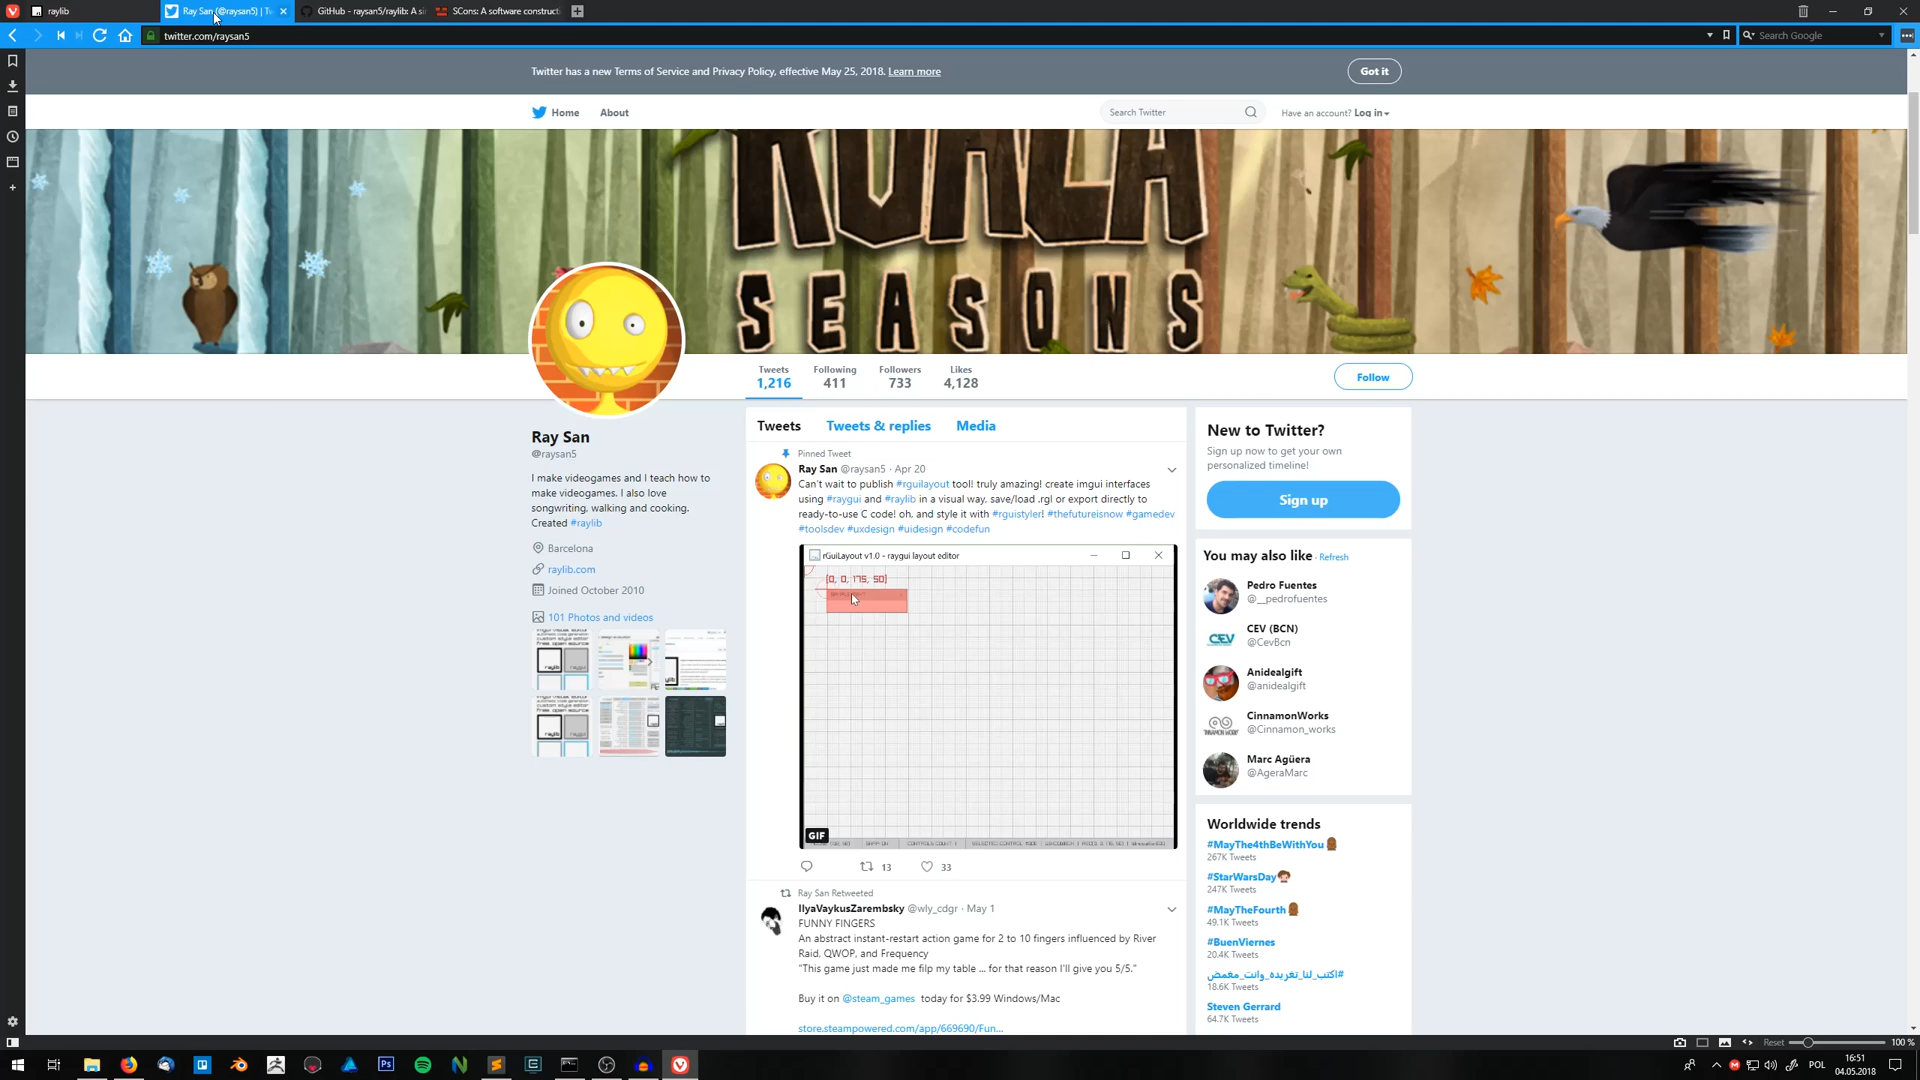 raylib
Ray San (@raysan5) | Tw
GitHub - raysan5/raylib: A si
SCons: A software constructi
twitter.com/raysan5
Search Google
Twitter has a new Terms of Service and Privacy Policy, effective May 25, 2018. Learn more
Got it
Home
About
Search Twitter
Have an account? Log in
KOALA
SEASONS
Tweets
1,216
Following
411
Followers
733
Likes
4,128
Follow
Ray San
@raysan5
I make videogames and I teach how to
make videogames. I also love
songwriting, walking and cooking.
Created #raylib
Barcelona
raylib.com
Joined October 2010
101 Photos and videos
Tweets
Tweets & replies
Media
Pinned Tweet
Ray San @raysan5 · Apr 20
Can't wait to publish #rguilayout tool! truly amazing! create imgui interfaces
using #raygui and #raylib in a visual way. save/load .rgl or export directly to
ready-to-use C code! oh, and style it with #rguistyler! #thefutureisnow #gamedev
#toolsdev #uxdesign #uidesign #codefun
rGuiLayout v1.0 - raygui layout editor
(0, 0, 175, 50)
GIF
13
33
Ray San Retweeted
IlyaVaykusZarembsky @wly_cdgr · May 1
FUNNY FINGERS
An abstract instant-restart action game for 2 to 10 fingers influenced by River
Raid, QWOP, and Frequency
"This game just made me filp my table ... for that reason I'll give you 5/5."
Buy it on @steam_games today for $3.99 Windows/Mac
store.steampowered.com/app/669690/Fun...
New to Twitter?
Sign up now to get your own
personalized timeline!
Sign up
You may also like · Refresh
Pedro Fuentes
@__pedrofuentes
CEV (BCN)
@CevBcn
Anidealgift
@anidealgift
CinnamonWorks
@Cinnamon_works
Marc Agüera
@AgeraMarc
Worldwide trends
#MayThe4thBeWithYou
267K Tweets
#StarWarsDay
247K Tweets
#MayTheFourth
49.1K Tweets
#BuenViernes
20.4K Tweets
#اكتب_لنا_تغريده_وانت_مغمض
18.6K Tweets
Steven Gerrard
64.7K Tweets
Reset
100 %
POL
16:51
04.05.2018